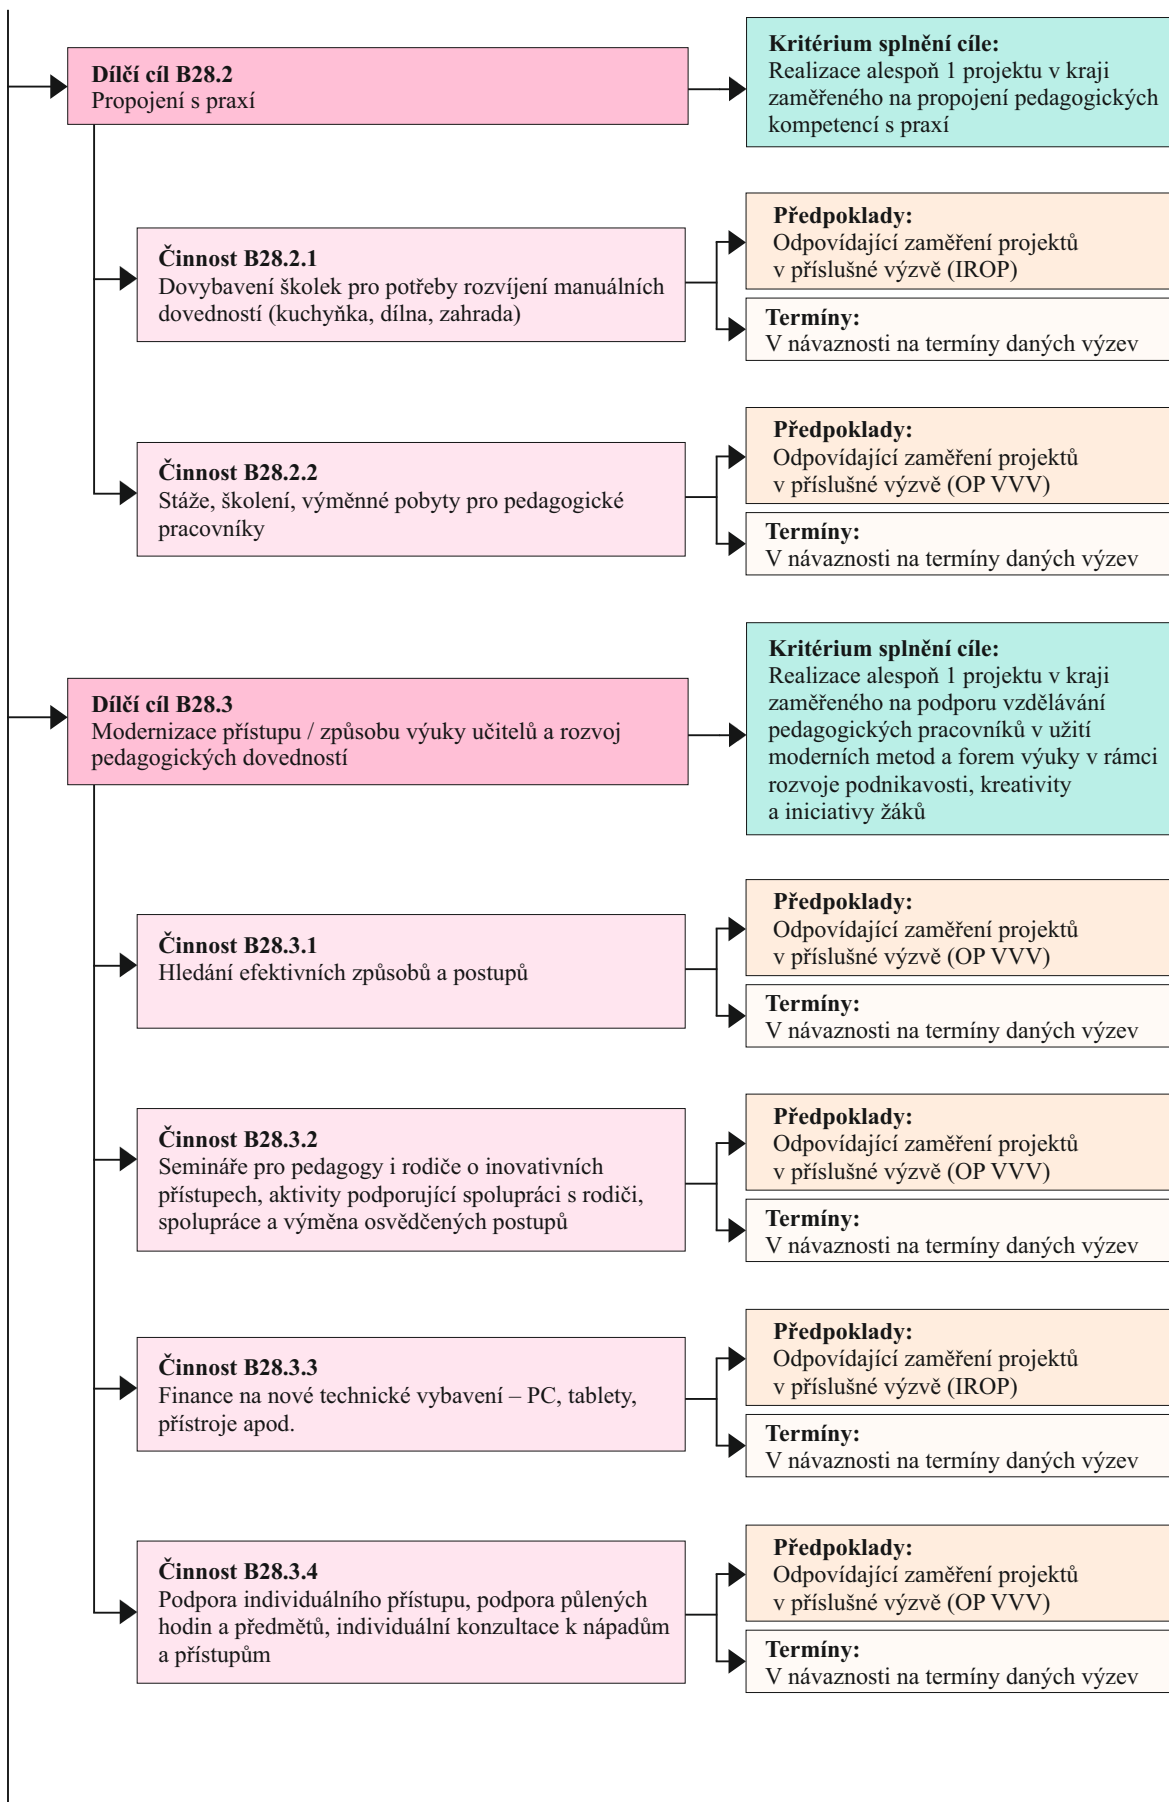 Dílčí cíl B28.2
Propojení s praxí
Kritérium splnění cíle:
Realizace alespoň 1 projektu v kraji
zaměřeného na propojení pedagogických
kompetencí s praxí
Činnost B28.2.1
Dovybavení školek pro potřeby rozvíjení manuálních
dovedností (kuchyňka, dílna, zahrada)
Předpoklady:
Odpovídající zaměření projektů
v příslušné výzvě (IROP)
Termíny:
V návaznosti na termíny daných výzev
Činnost B28.2.2
Stáže, školení, výměnné pobyty pro pedagogické
pracovníky
Předpoklady:
Odpovídající zaměření projektů
v příslušné výzvě (OP VVV)
Termíny:
V návaznosti na termíny daných výzev
Dílčí cíl B28.3
Modernizace přístupu / způsobu výuky učitelů a rozvoj
pedagogických dovedností
Kritérium splnění cíle:
Realizace alespoň 1 projektu v kraji
zaměřeného na podporu vzdělávání
pedagogických pracovníků v užití
moderních metod a forem výuky v rámci
rozvoje podnikavosti, kreativity
a iniciativy žáků
Činnost B28.3.1
Hledání efektivních způsobů a postupů
Předpoklady:
Odpovídající zaměření projektů
v příslušné výzvě (OP VVV)
Termíny:
V návaznosti na termíny daných výzev
Činnost B28.3.2
Semináře pro pedagogy i rodiče o inovativních
přístupech, aktivity podporující spolupráci s rodiči,
spolupráce a výměna osvědčených postupů
Předpoklady:
Odpovídající zaměření projektů
v příslušné výzvě (OP VVV)
Termíny:
V návaznosti na termíny daných výzev
Činnost B28.3.3
Finance na nové technické vybavení – PC, tablety,
přístroje apod.
Předpoklady:
Odpovídající zaměření projektů
v příslušné výzvě (IROP)
Termíny:
V návaznosti na termíny daných výzev
Činnost B28.3.4
Podpora individuálního přístupu, podpora půlených
hodin a předmětů, individuální konzultace k nápadům
a přístupům
Předpoklady:
Odpovídající zaměření projektů
v příslušné výzvě (OP VVV)
Termíny:
V návaznosti na termíny daných výzev